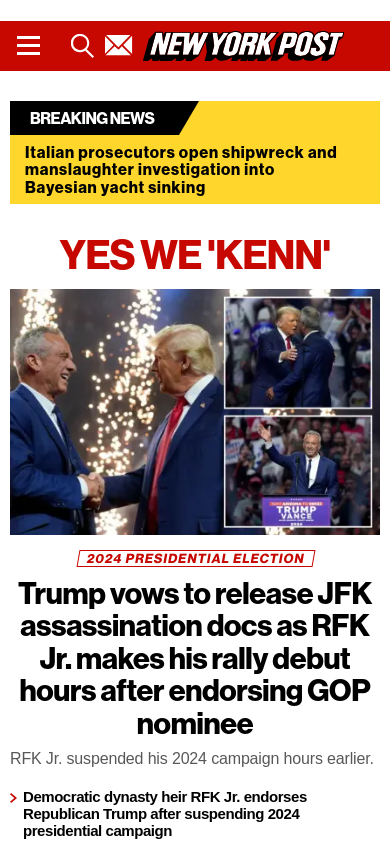 NEW YORK POST
BREAKING NEWS
Italian prosecutors open shipwreck and
manslaughter investigation into
Bayesian yacht sinking
YES WE 'KENN'
TRUMP
VANCE
2024 PRESIDENTIAL ELECTION
Trump vows to release JFK
assassination docs as RFK
Jr. makes his rally debut
hours after endorsing GOP
nominee
RFK Jr. suspended his 2024 campaign hours earlier.
Democratic dynasty heir RFK Jr. endorses
Republican Trump after suspending 2024
presidential campaign